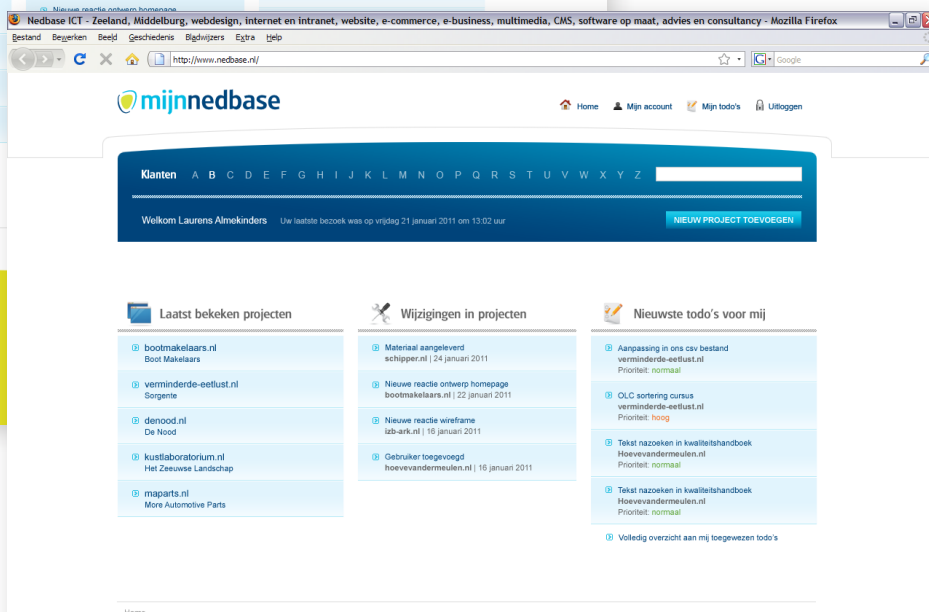 Nieuwe reactie ontwerp homepage
Nedbase ICT - Zeeland, Middelburg, webdesign, internet en intranet, website, e-commerce, e-business, multimedia, CMS, software op maat, advies en consultancy - Mozilla Firefox
Bestand Bewerken Beeld Geschiedenis Bladwijzers Extra Help
http://www.nedbase.nl/
G Google
mijnnedbase
Home Mijn account Mijn todo's Uitloggen
Klanten A B C D E F G H I J K L M N O P Q R S T U V W X Y Z
Welkom Laurens Almekinders Uw laatste bezoek was op vrijdag 21 januari 2011 om 13:02 uur NIEUW PROJECT TOEVOEGEN
Laatst bekeken projecten
bootmakelaars.nl
Boot Makelaars
verminderde-eetlust.nl
Sorgente
denood.nl
De Nood
kustlaboratorium.nl
Het Zeeuwse Landschap
maparts.nl
More Automotive Parts
Wijzigingen in projecten
Materiaal aangeleverd
schipper.nl | 24 januari 2011
Nieuwe reactie ontwerp homepage
bootmakelaars.nl | 22 januari 2011
Nieuwe reactie wireframe
izb-ark.nl | 16 januari 2011
Gebruiker toegevoegd
hoevevandermeulen.nl | 16 januari 2011
Nieuwste todo's voor mij
Aanpassing in ons csv bestand
verminderde-eetlust.nl
Prioriteit: normaal
OLC sortering cursus
verminderde-eetlust.nl
Prioriteit: hoog
Tekst nazoeken in kwaliteitshandboek
Hoevevandermeulen.nl
Prioriteit: normaal
Tekst nazoeken in kwaliteitshandboek
Hoevevandermeulen.nl
Prioriteit: normaal
Volledig overzicht aan mij toegewezen todo's
Home